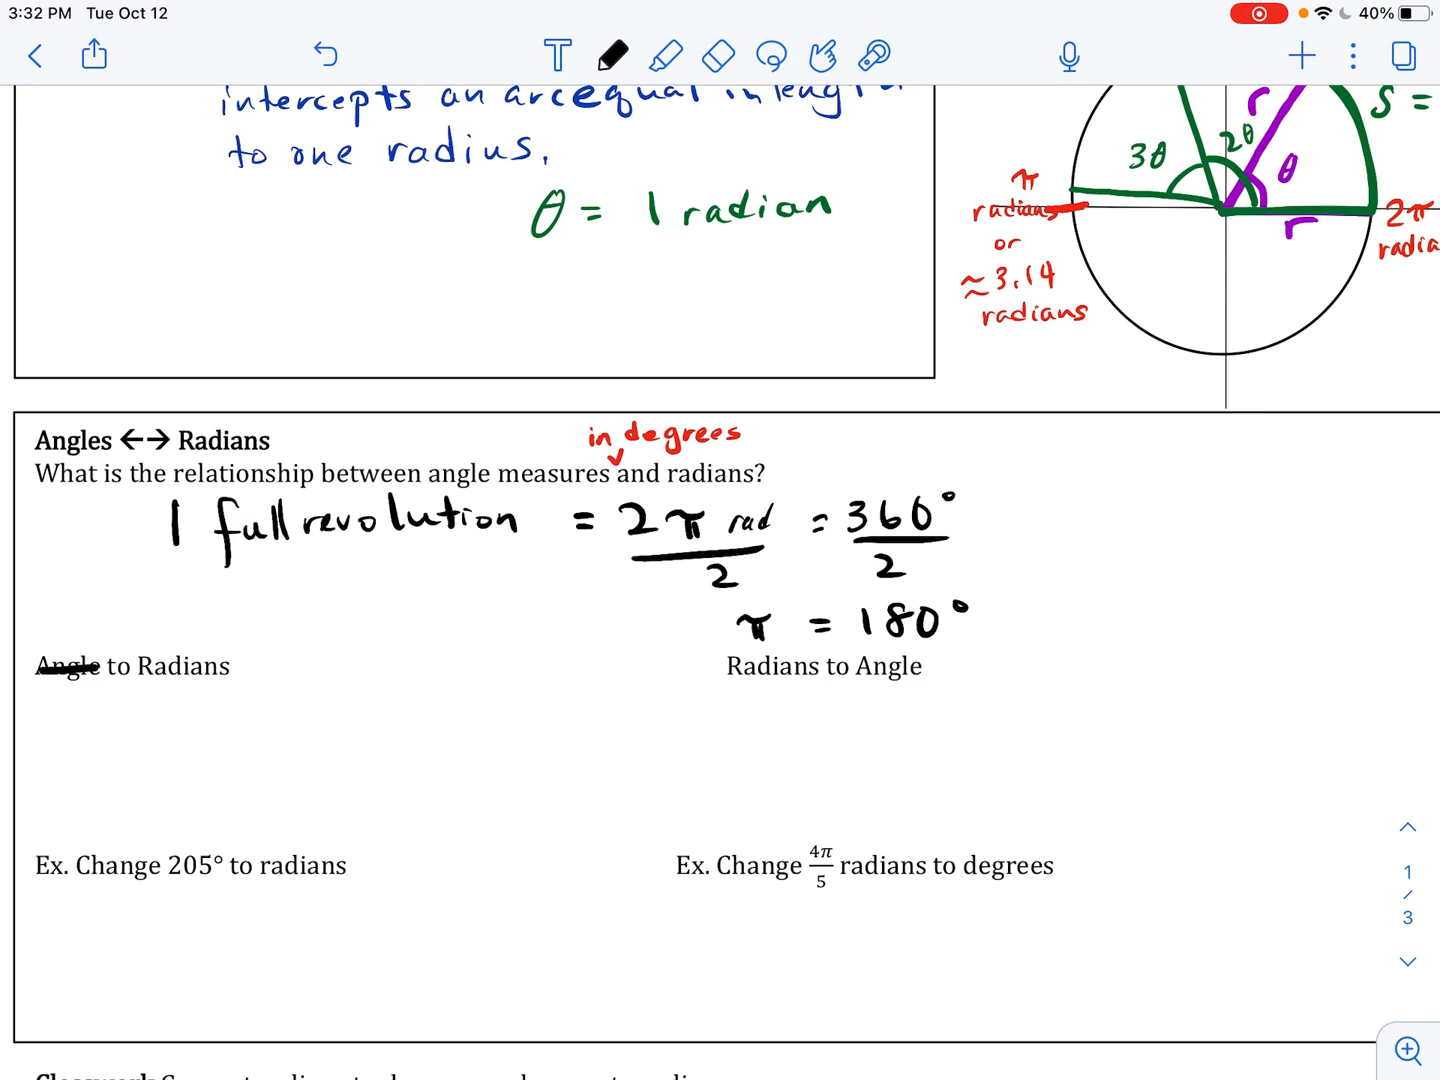 3:32 PM Tue Oct 12
40%
intercepts an arc equal in length
to one radius.
θ = 1 radian
r
S =
2θ
3θ
θ
π
radians
or
≈ 3.14
radians
r
2π
radia
Angles ←→ Radians
in degrees
What is the relationship between angle measures and radians?
1 full revolution = 2π rad = 360°
2 2
π = 180°
Angle to Radians
Radians to Angle
Ex. Change 205° to radians
Ex. Change 4π/5 radians to degrees
1
/
3